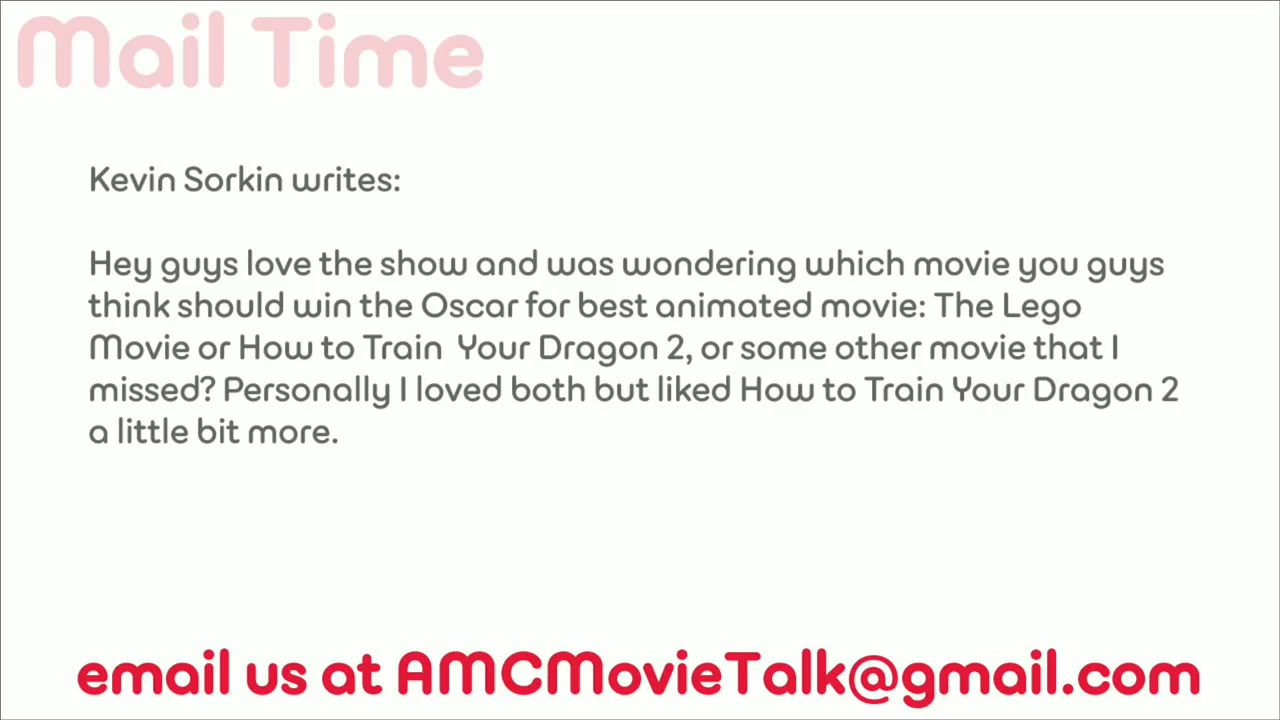 Mail Time
Kevin Sorkin writes:
Hey guys love the show and was wondering which movie you guys
think should win the Oscar for best animated movie: The Lego
Movie or How to Train  Your Dragon 2, or some other movie that I
missed? Personally I loved both but liked How to Train Your Dragon 2
a little bit more.
email us at AMCMovieTalk@gmail.com